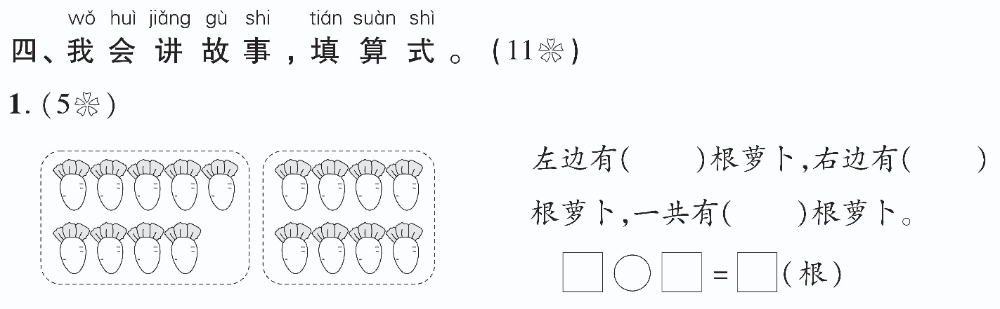 wǒ huì jiǎng gù shi tián suàn shì
四、我会讲故事,填算式。(11)
1.(5)
左边有( )根萝卜,右边有( )
根萝卜,一共有( )根萝卜。
□○□=□(根)